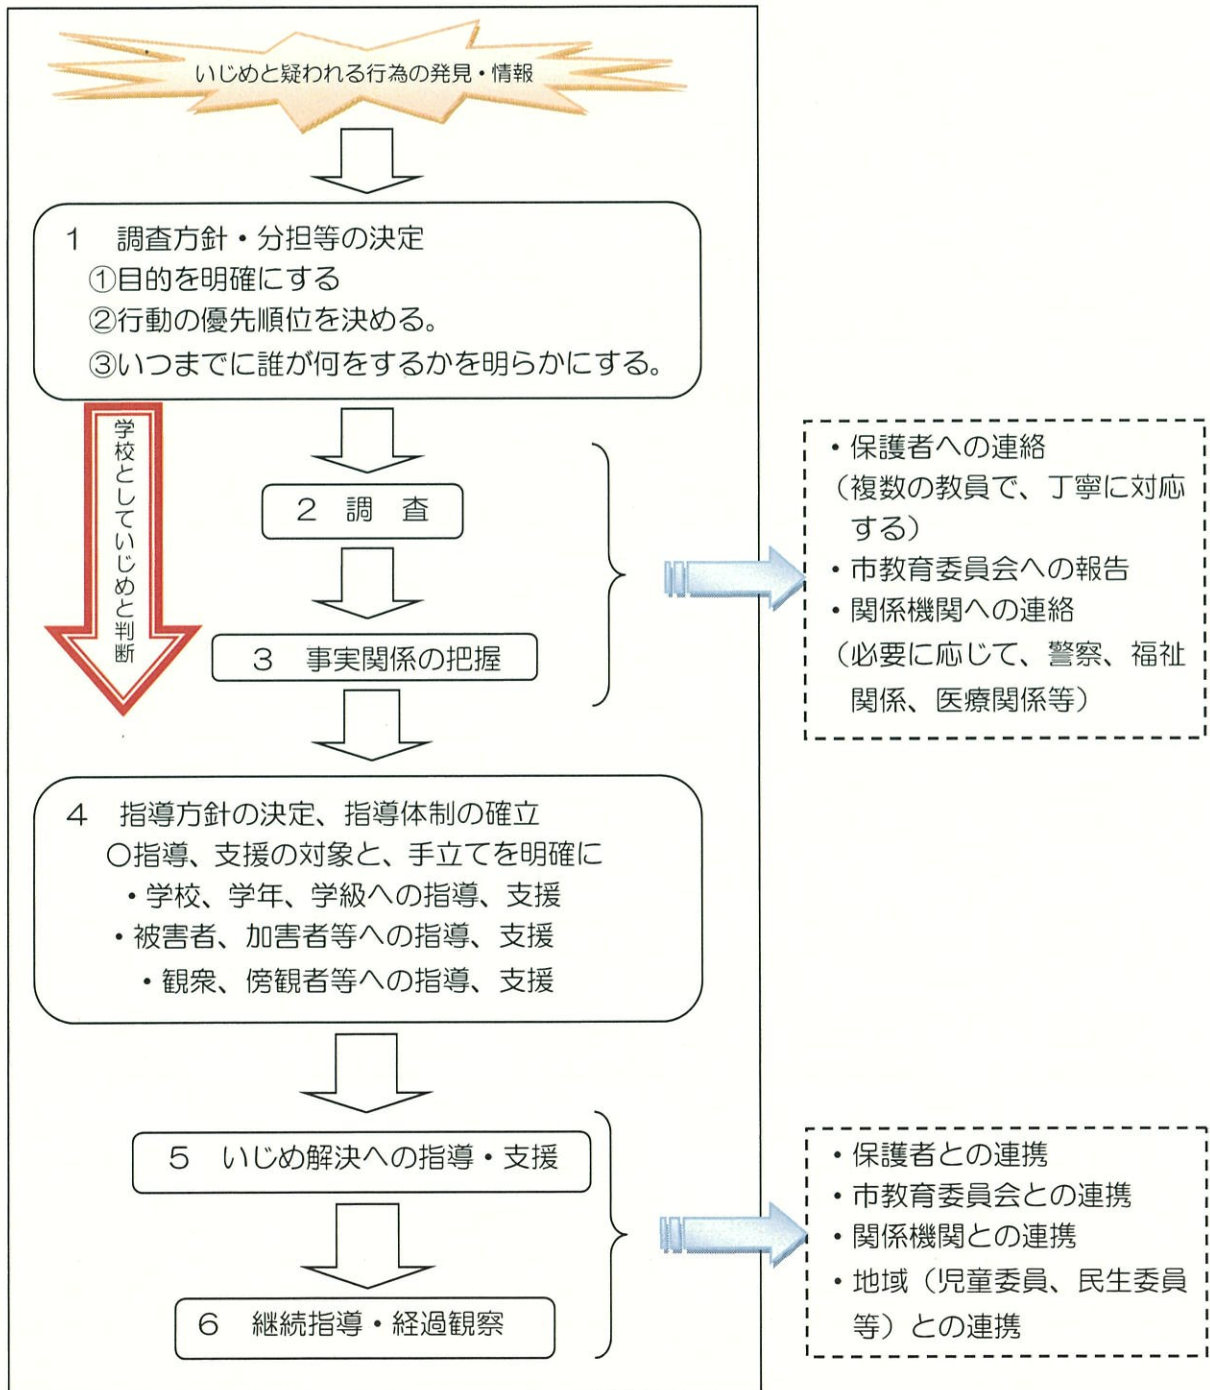 いじめと疑われる行為の発見・情報
1 調査方針・分担等の決定
①目的を明確にする
②行動の優先順位を決める。
③いつまでに誰が何をするかを明らかにする。
学校としていじめと判断
2 調 査
3 事実関係の把握
・保護者への連絡
(複数の教員で、丁寧に対応
する)
・市教育委員会への報告
・関係機関への連絡
(必要に応じて、警察、福祉
関係、医療関係等)
4 指導方針の決定、指導体制の確立
○指導、支援の対象と、手立てを明確に
・学校、学年、学級への指導、支援
・被害者、加害者等への指導、支援
・観衆、傍観者等への指導、支援
5 いじめ解決への指導・支援
6 継続指導・経過観察
・保護者との連携
・市教育委員会との連携
・関係機関との連携
・地域(児童委員、民生委員
等)との連携